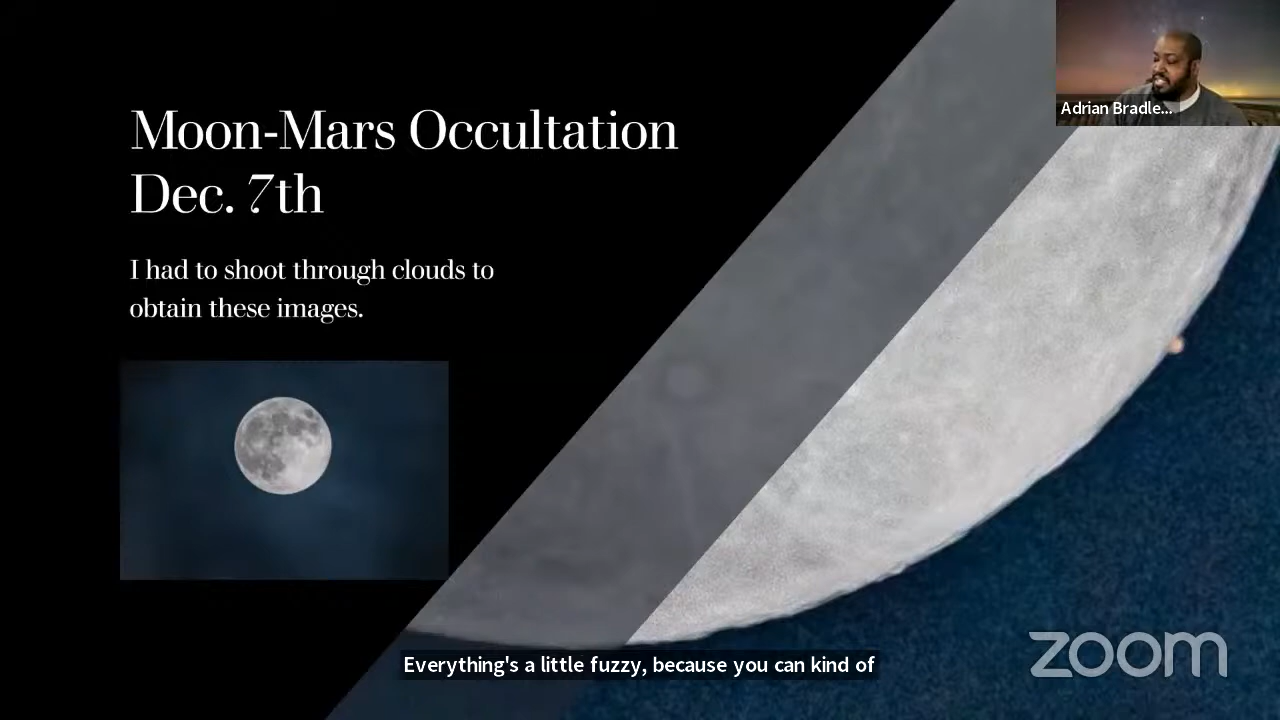 Moon-Mars Occultation
Dec. 7th
I had to shoot through clouds to
obtain these images.
Adrian Bradle...
Everything's a little fuzzy, because you can kind of
zoom